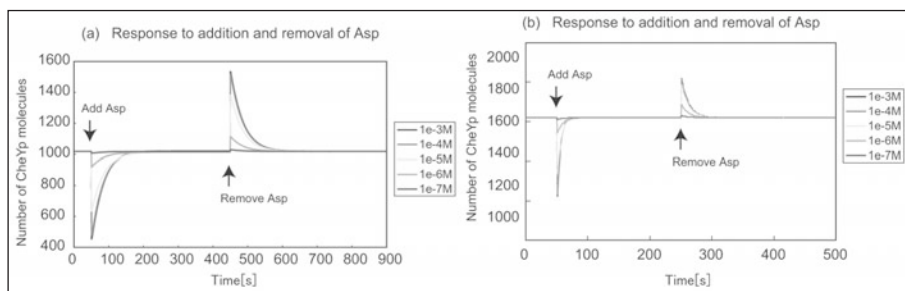 (a) Response to addition and removal of Asp
Number of CheYp molecules
1600
1400
1200
1000
800
600
400
Add Asp
Remove Asp
0 100 200 300 400 500 600 700 800 900
Time[s]
1e-3M
1e-4M
1e-5M
1e-6M
1e-7M
(b) Response to addition and removal of Asp
Number of CheYp molecules
1800
1600
1400
1200
1000
Add Asp
Remove Asp
0 100 200 300 400 500
Time[s]
1e-3M
1e-4M
1e-5M
1e-6M
1e-7M